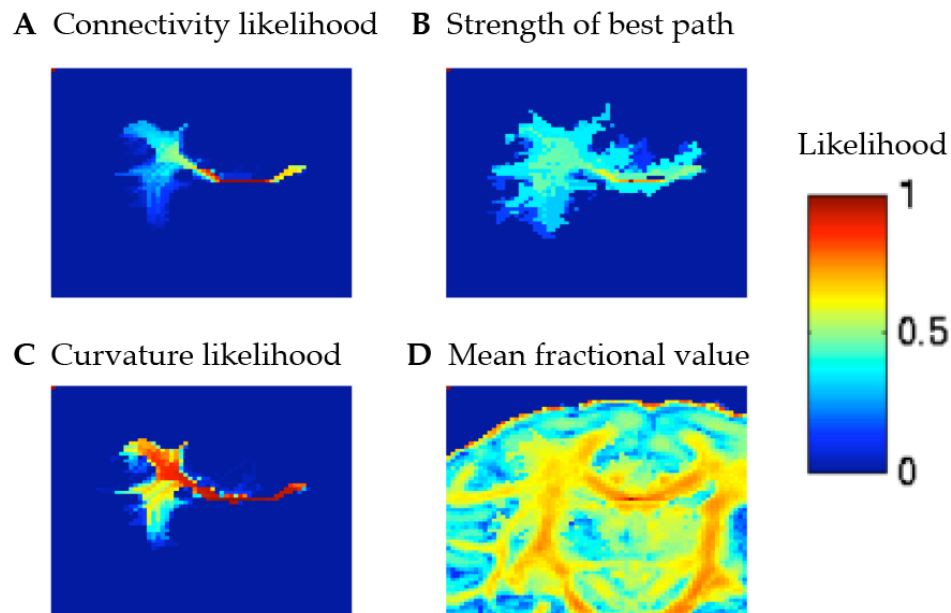 A Connectivity likelihood
B Strength of best path
Likelihood
1
0.5
0
C Curvature likelihood
D Mean fractional value